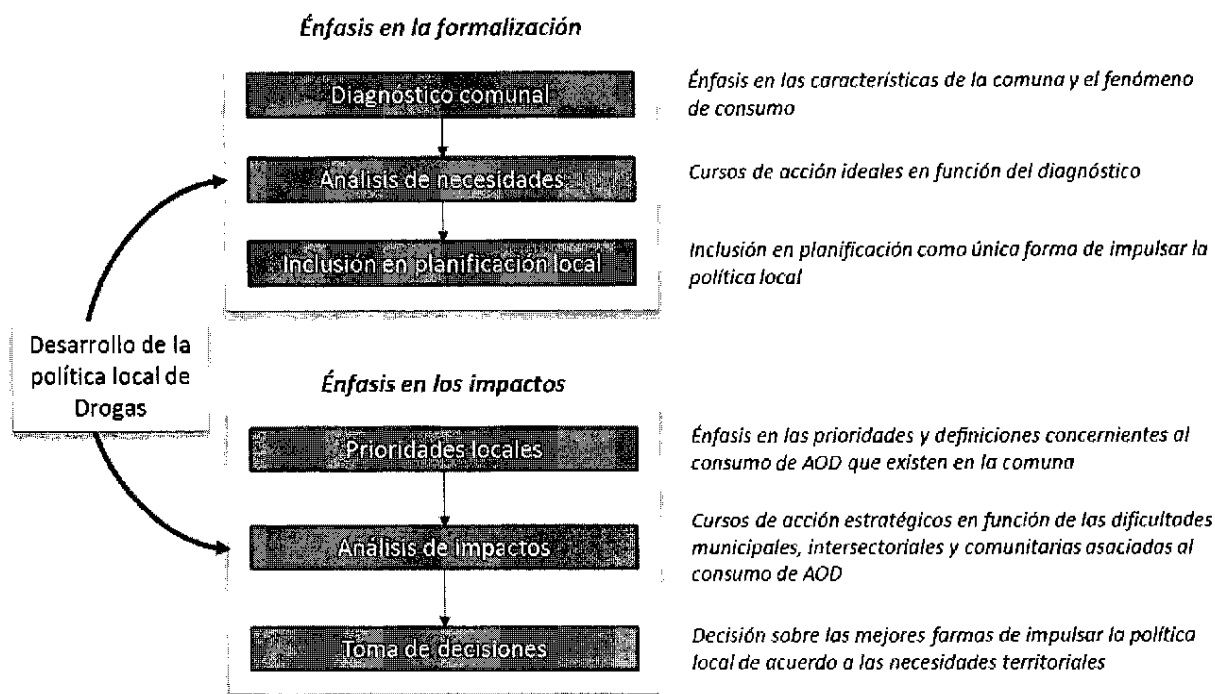 Énfasis en la formalización
Diagnóstico comunal
Énfasis en las características de la comuna y el fenómeno
de consumo
Análisis de necesidades
Cursos de acción ideales en función del diagnóstico
Inclusión en planificación local
Inclusión en planificación como única forma de impulsar la
política local
Desarrollo de la
política local de
Drogas
Énfasis en los impactos
Prioridades locales
Énfasis en las prioridades y definiciones concernientes al
consumo de AOD que existen en la comuna
Análisis de impactos
Cursos de acción estratégicos en función de las dificultades
municipales, intersectoriales y comunitarias asaciadas al
consumo de AOD
Toma de decisiones
Decisión sobre las mejores farmas de impulsar la política
local de acuerdo a las necesidades territoriales